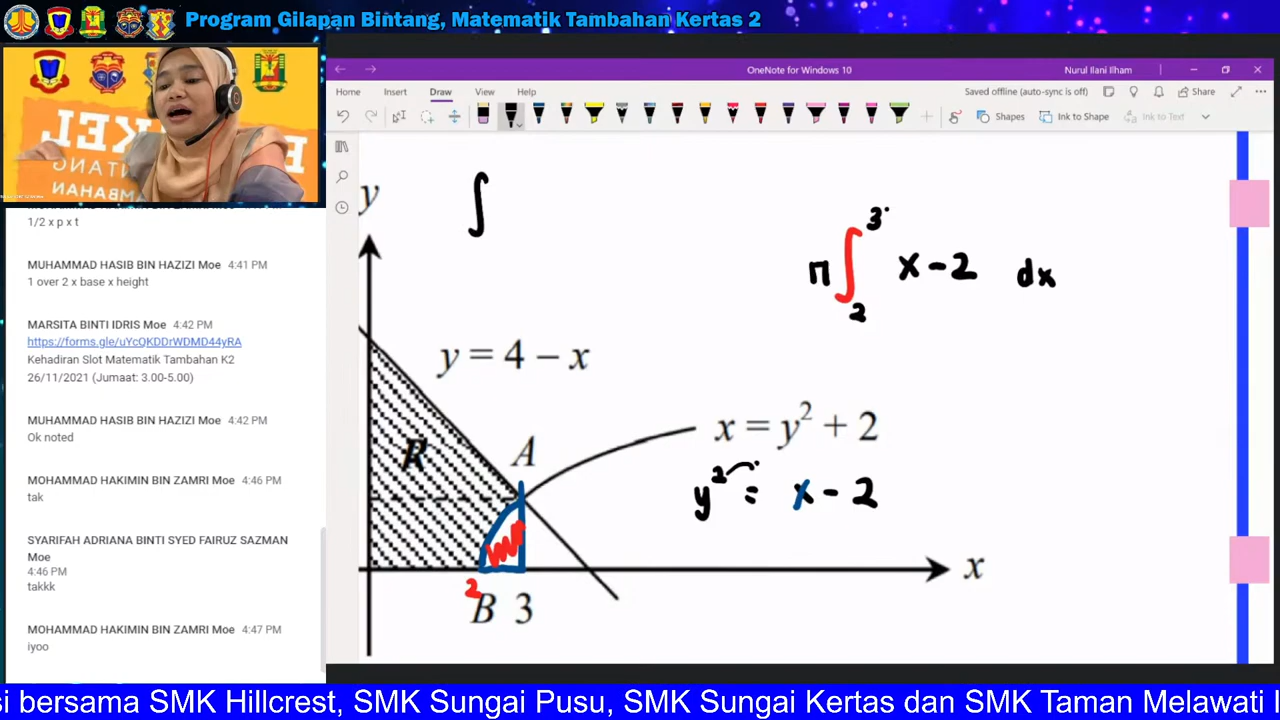 Program Gilapan Bintang, Matematik Tambahan Kertas 2
OneNote for Windows 10
Nurul Ilani Ilham
Home Insert Draw View Help
Saved offline (auto-sync is off)
Share
Shapes
Ink to Shape
Ink to Text
1/2 x p x t
MUHAMMAD HASIB BIN HAZIZI Moe 4:41 PM
1 over 2 x base x height
MARSITA BINTI IDRIS Moe 4:42 PM
https://forms.gle/uYcQKDDrWDMD44yRA
Kehadiran Slot Matematik Tambahan K2
26/11/2021 (Jumaat: 3.00-5.00)
MUHAMMAD HASIB BIN HAZIZI Moe 4:42 PM
Ok noted
MUHAMMAD HAKIMIN BIN ZAMRI Moe 4:46 PM
tak
SYARIFAH ADRIANA BINTI SYED FAIRUZ SAZMAN
Moe
4:46 PM
takkk
MOHAMMAD HAKIMIN BIN ZAMRI Moe 4:47 PM
iyoo
y
∫
π ∫₂³ x - 2 dx
y = 4 − x
x = y² + 2
y² = x - 2
R
A
x
2
B 3
si bersama SMK Hillcrest, SMK Sungai Pusu, SMK Sungai Kertas dan SMK Taman Melawati